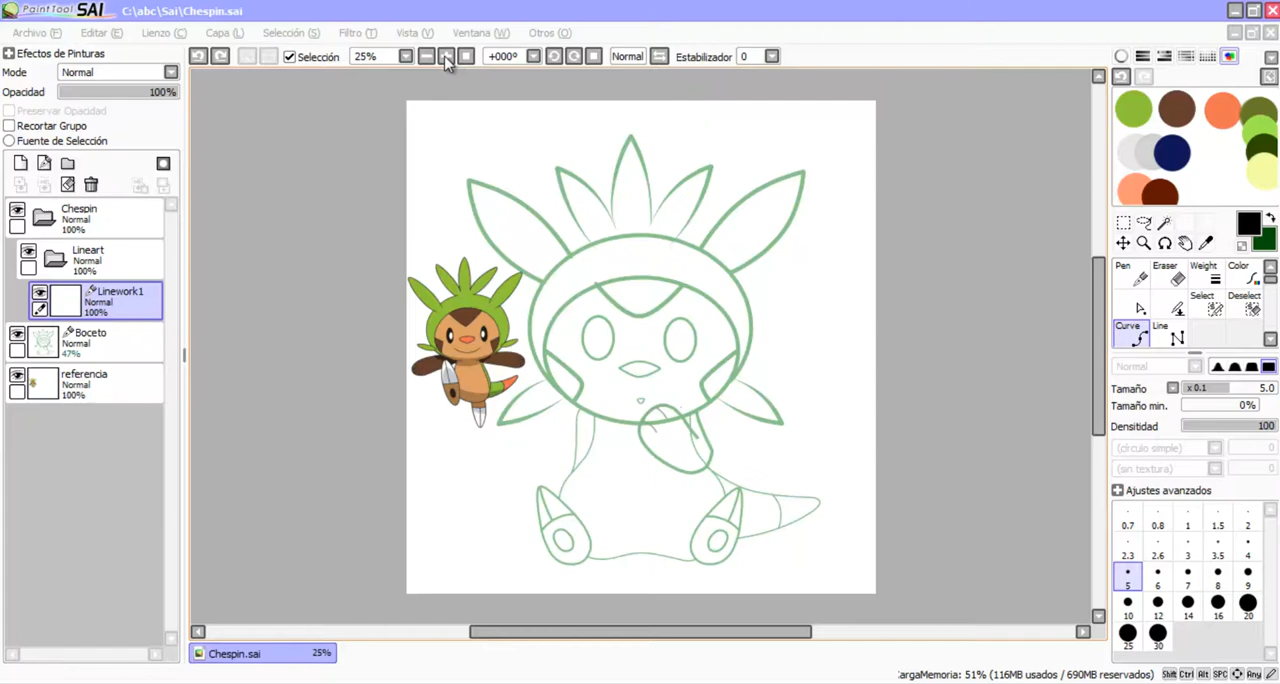 PaintTool SAI C:\abc\Sai\Chespin.sai
Archivo (F) Editar (E) Lienzo (C) Capa (L) Selección (S) Filtro (T) Vista (V) Ventana (W) Otros (O)
Efectos de Pinturas
Selección 25% +000º Normal Estabilizador 0
Mode Normal
Opacidad 100%
Preservar Opacidad
Recortar Grupo
Fuente de Selección
Chespin
Normal
100%
Lineart
Normal
100%
Linework1
Normal
100%
Boceto
47%
referencia
Normal
100%
Chespin.sai 25%
Pen Eraser Weight Color
Select Deselect
Curve Line
Normal
Tamaño x 0.1 5.0
Tamaño min. 0%
Densidad 100
(círculo simple)
(sin textura)
Ajustes avanzados
0.7 0.8 1 1.5 2
2.3 2.6 3 3.5 4
5 6 7 8 9
10 12 14 16 20
25 30
CargaMemoria: 51% (116MB usados / 690MB reservados) Shift Ctrl Alt SPC Any